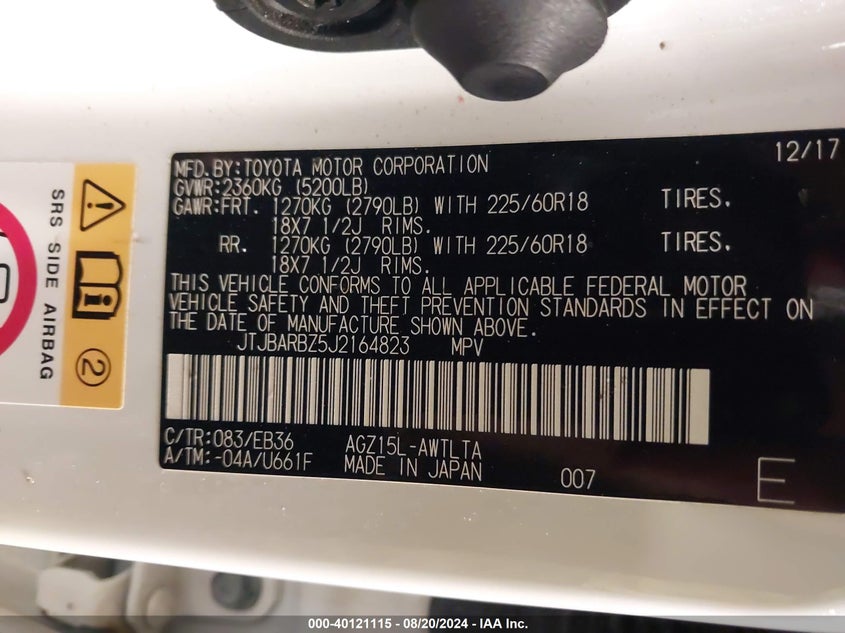 MFD.BY:TOYOTA MOTOR CORPORATION 12/17
GVWR:2360KG (5200LB)
GAWR:FRT. 1270KG (2790LB) WITH 225/60R18 TIRES.
18X7 1/2J RIMS.
RR. 1270KG (2790LB) WITH 225/60R18 TIRES.
18X7 1/2J RIMS.
THIS VEHICLE CONFORMS TO ALL APPLICABLE FEDERAL MOTOR
VEHICLE SAFETY AND THEFT PREVENTION STANDARDS IN EFFECT ON
THE DATE OF MANUFACTURE SHOWN ABOVE.
JTJBARBZ5J2164823 MPV
C/TR:083/EB36 AGZ15L-AWTLTA
A/TM:-04A/U661F MADE IN JAPAN 007 E
SRS SIDE AIRBAG
2
000-40121115 - 08/20/2024 - IAA Inc.